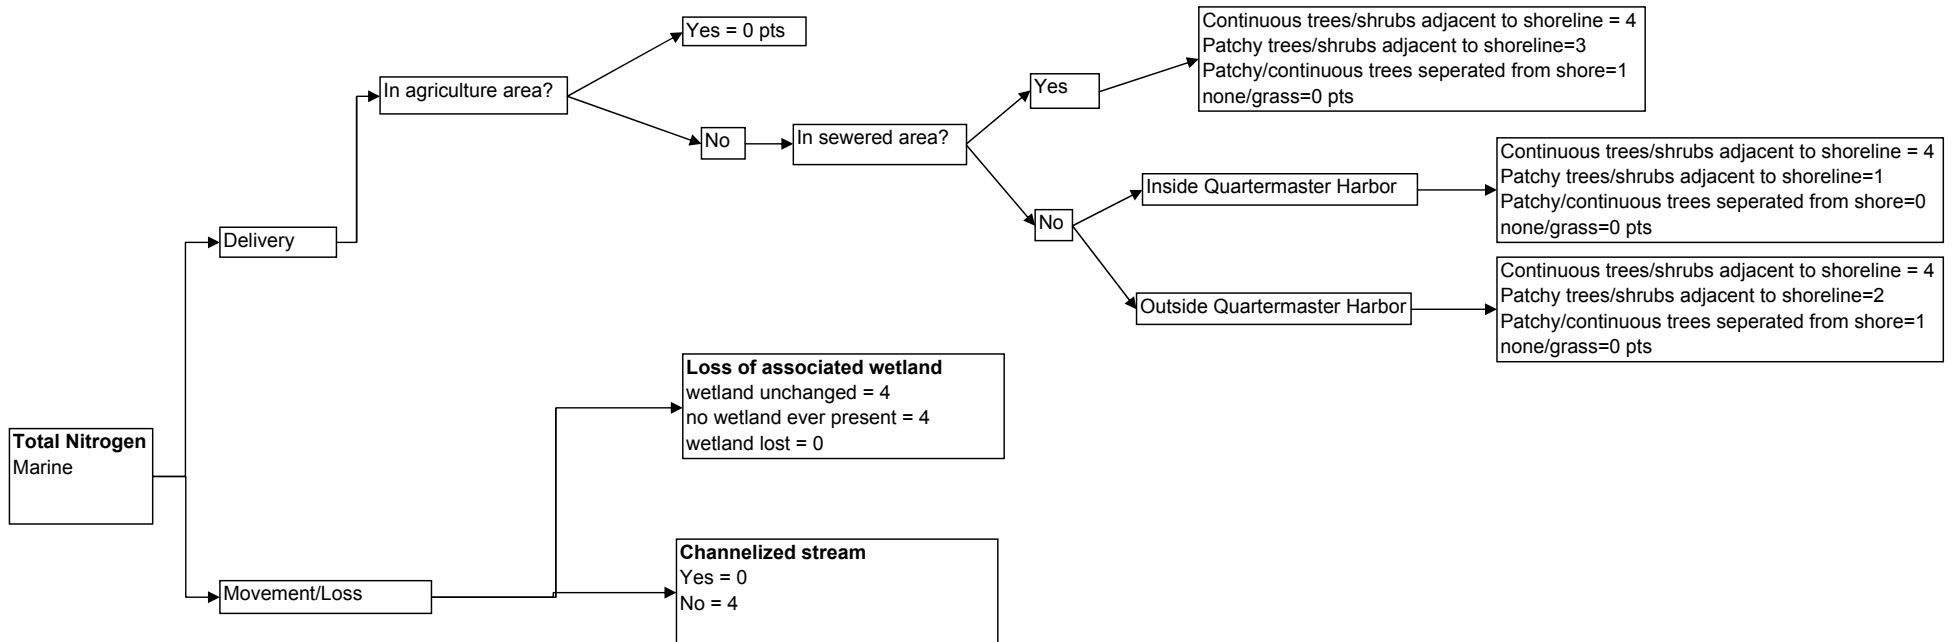 Total Nitrogen
Marine
Delivery
In agriculture area?
Yes = 0 pts
No
In sewered area?
Yes
Continuous trees/shrubs adjacent to shoreline = 4
Patchy trees/shrubs adjacent to shoreline=3
Patchy/continuous trees seperated from shore=1
none/grass=0 pts
No
Inside Quartermaster Harbor
Continuous trees/shrubs adjacent to shoreline = 4
Patchy trees/shrubs adjacent to shoreline=1
Patchy/continuous trees seperated from shore=0
none/grass=0 pts
Outside Quartermaster Harbor
Continuous trees/shrubs adjacent to shoreline = 4
Patchy trees/shrubs adjacent to shoreline=2
Patchy/continuous trees seperated from shore=1
none/grass=0 pts
Movement/Loss
Loss of associated wetland
wetland unchanged = 4
no wetland ever present = 4
wetland lost = 0
Channelized stream
Yes = 0
No = 4